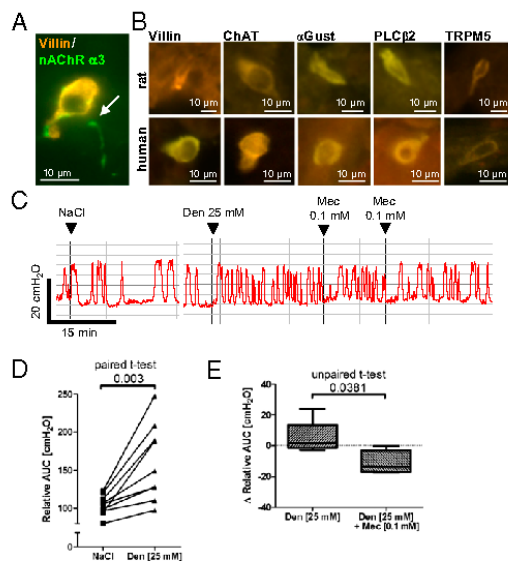 A
Villin/
nAChR α3
10 µm
B
Villin ChAT αGust PLCβ2 TRPM5
rat
10 µm 10 µm 10 µm 10 µm 10 µm
human
10 µm 10 µm 10 µm 10 µm 10 µm
C
NaCl Den 25 mM Mec 0.1 mM Mec 0.1 mM
20 cmH₂O
15 min
D
paired t-test
0.003
Relative AUC [cmH₂O]
250
200
150
100
0
NaCl Den [25 mM]
E
unpaired t-test
0.0381
Δ Relative AUC [cmH₂O]
40
20
0
-20
-40
Den [25 mM] Den [25 mM]
+ Mec [0.1 mM]